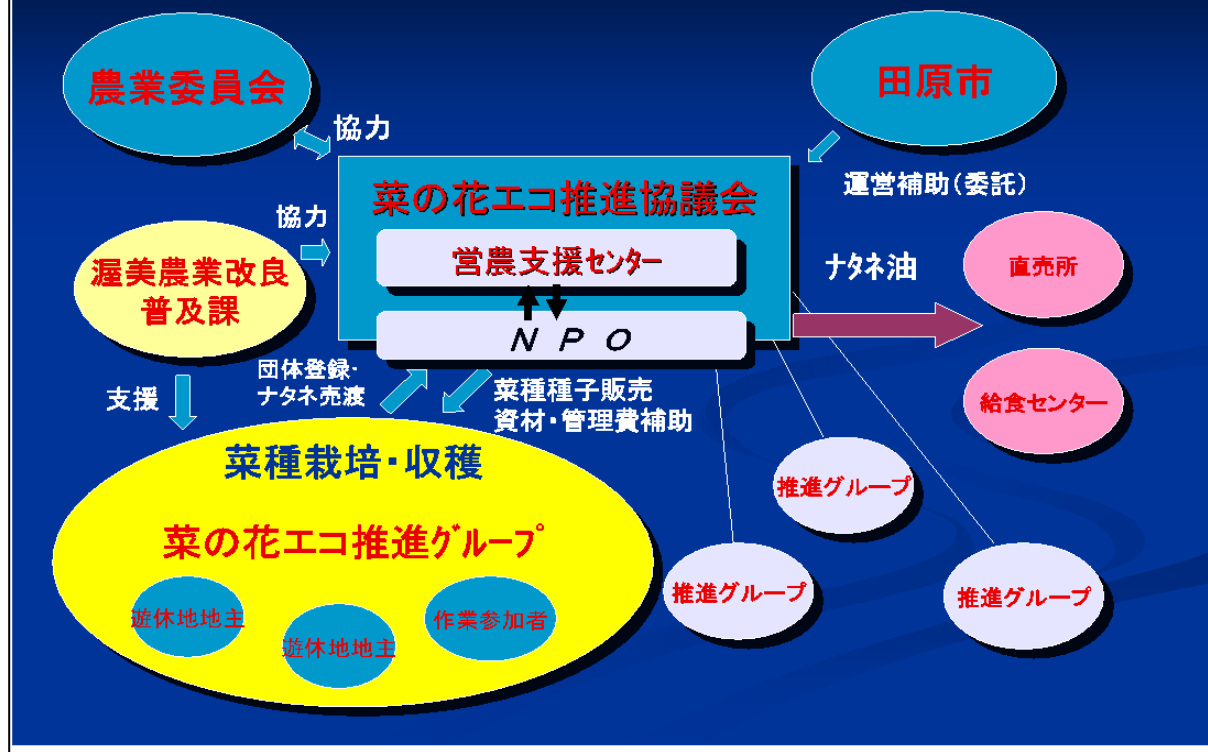 農業委員会
田原市
協力
運営補助(委託)
菜の花エコ推進協議会
協力
営農支援センター
渥美農業改良
普及課
ナタネ油
直売所
NPO
団体登録・
ナタネ売渡
菜種種子販売
資材・管理費補助
支援
給食センター
菜種栽培・収穫
推進グループ
菜の花エコ推進グループ
推進グループ
推進グループ
遊休地地主
遊休地地主
作業参加者